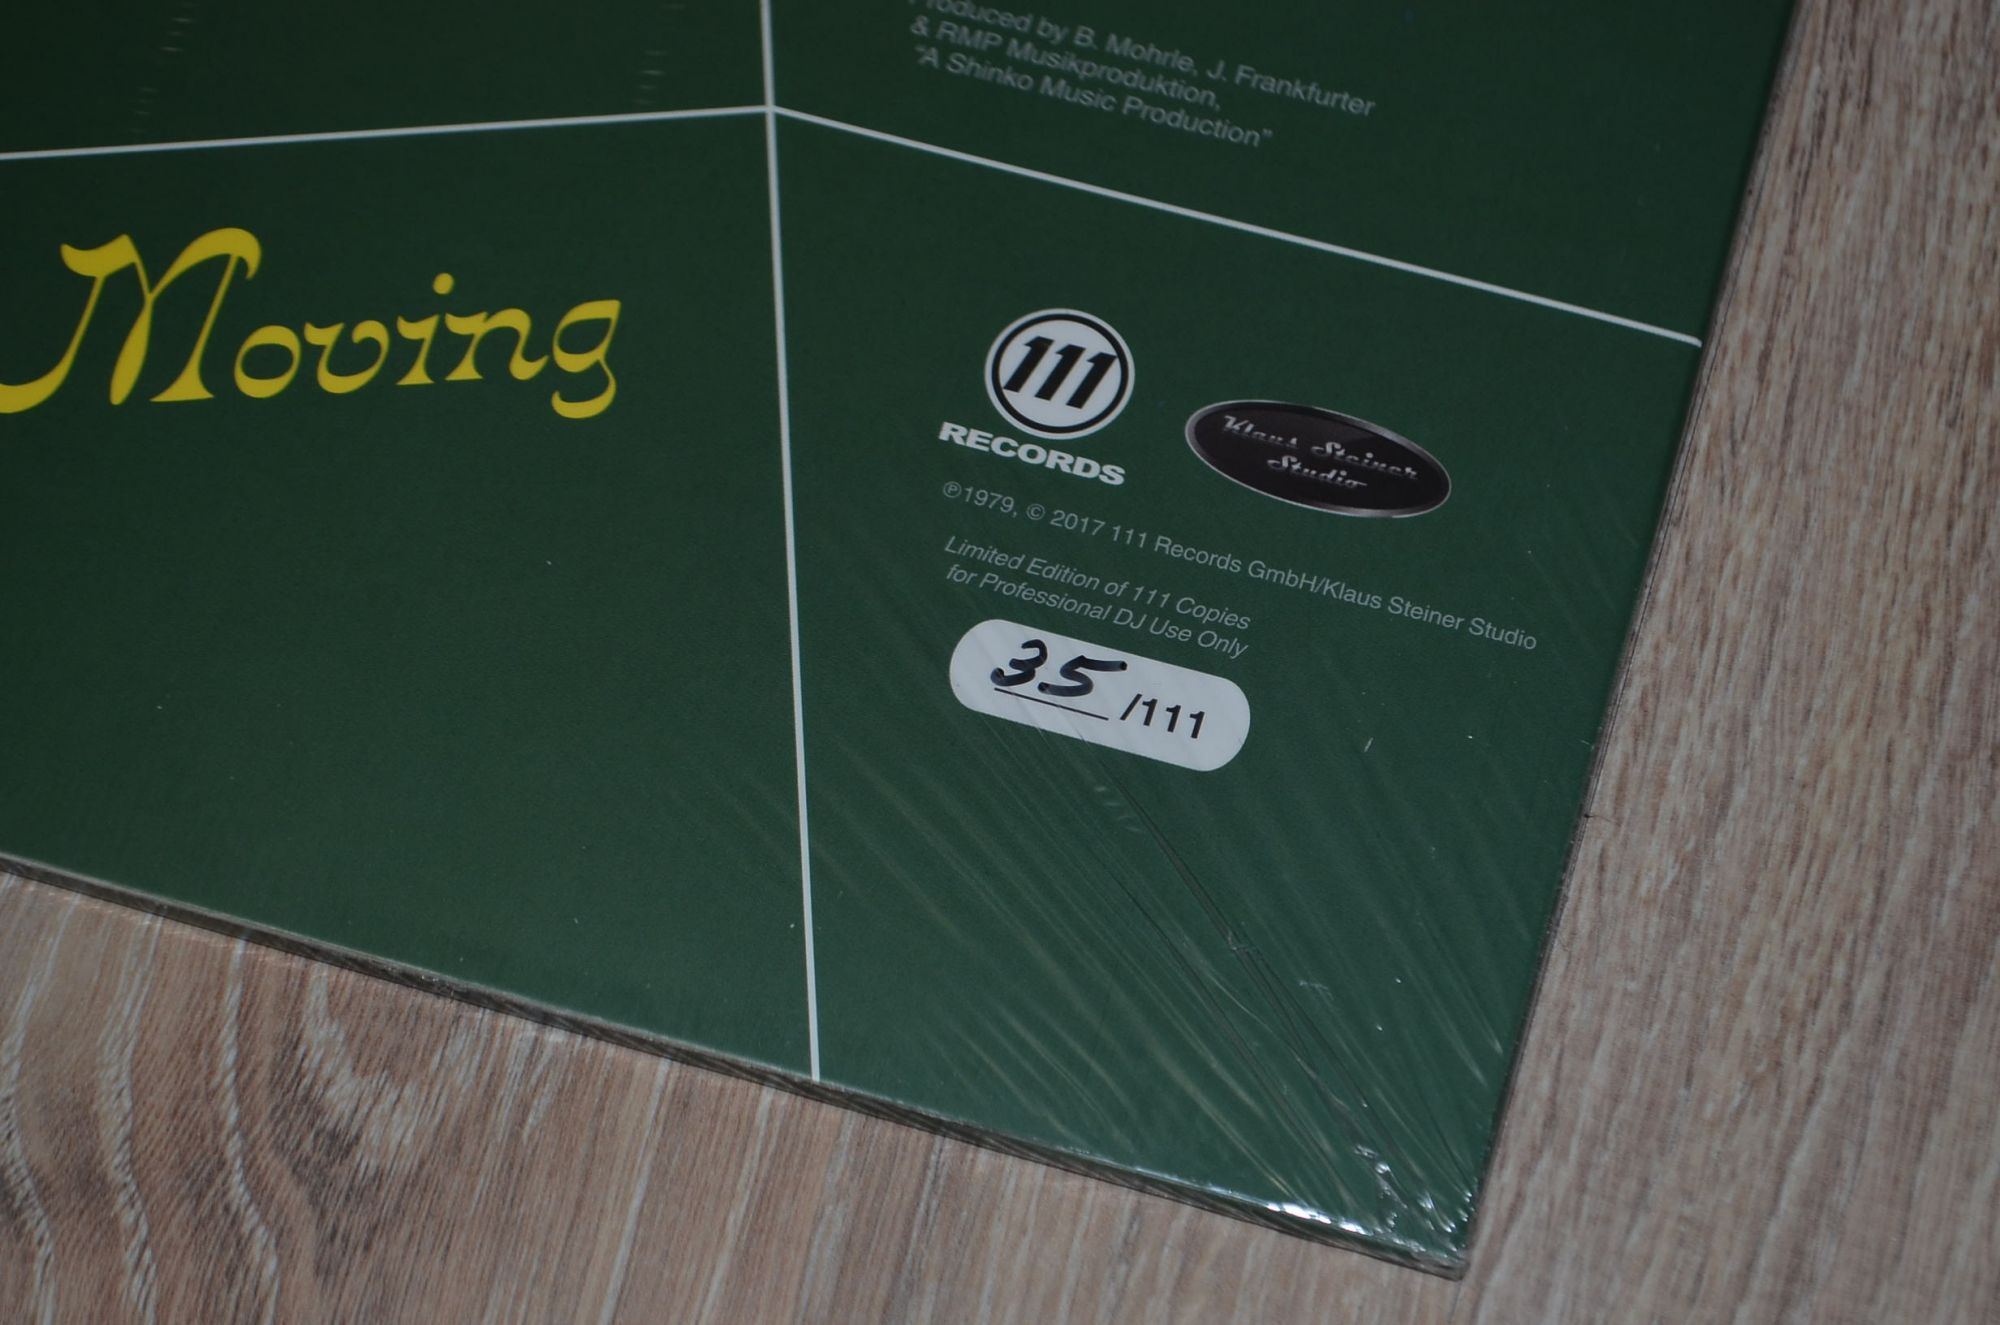 Produced by B. Mohrle, J. Frankfurter
& RMP Musikproduktion,
"A Shinko Music Production"
Moving
111
RECORDS
Klaus Steiner
Studio
℗1979, © 2017 111 Records GmbH/Klaus Steiner Studio
Limited Edition of 111 Copies
for Professional DJ Use Only
35/111